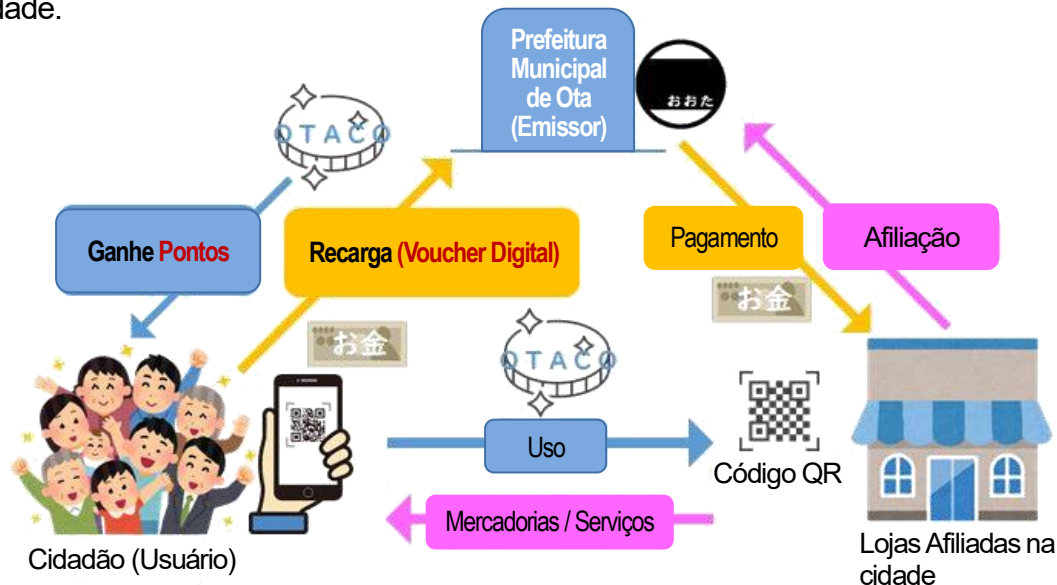 dade.
Prefeitura
Municipal
de Ota
(Emissor)
おおた
OTACO
Ganhe Pontos
Recarga (Voucher Digital)
Pagamento
Afiliação
お金
お金
OTACO
Uso
Código QR
Mercadorias / Serviços
Cidadão (Usuário)
Lojas Afiliadas na
cidade